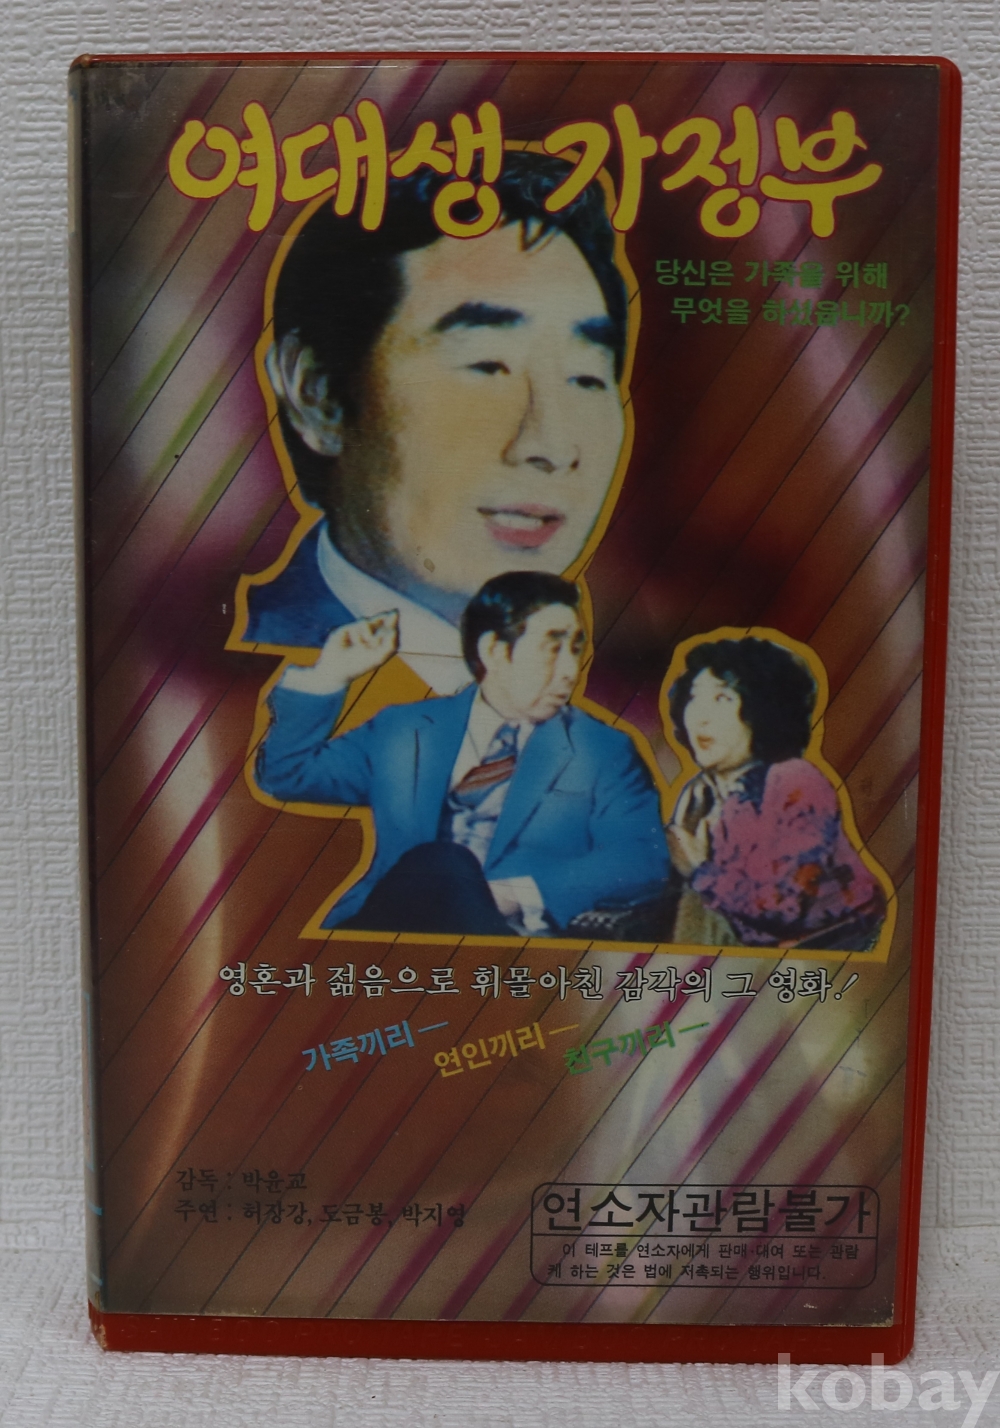 여대생 가정부
당신은 가족을 위해
무엇을 하셨읍니까?
영혼과 젊음으로 휘몰아친 감각의 그 영화!
가족끼리—
연인끼리—
친구끼리—
감독 : 박윤교
주연 : 허장강, 도금봉, 박지영
연소자관람불가
이 테프를 연소자에게 판매·대여 또는 관람
케 하는 것은 법에 저촉되는 행위입니다.
kobay